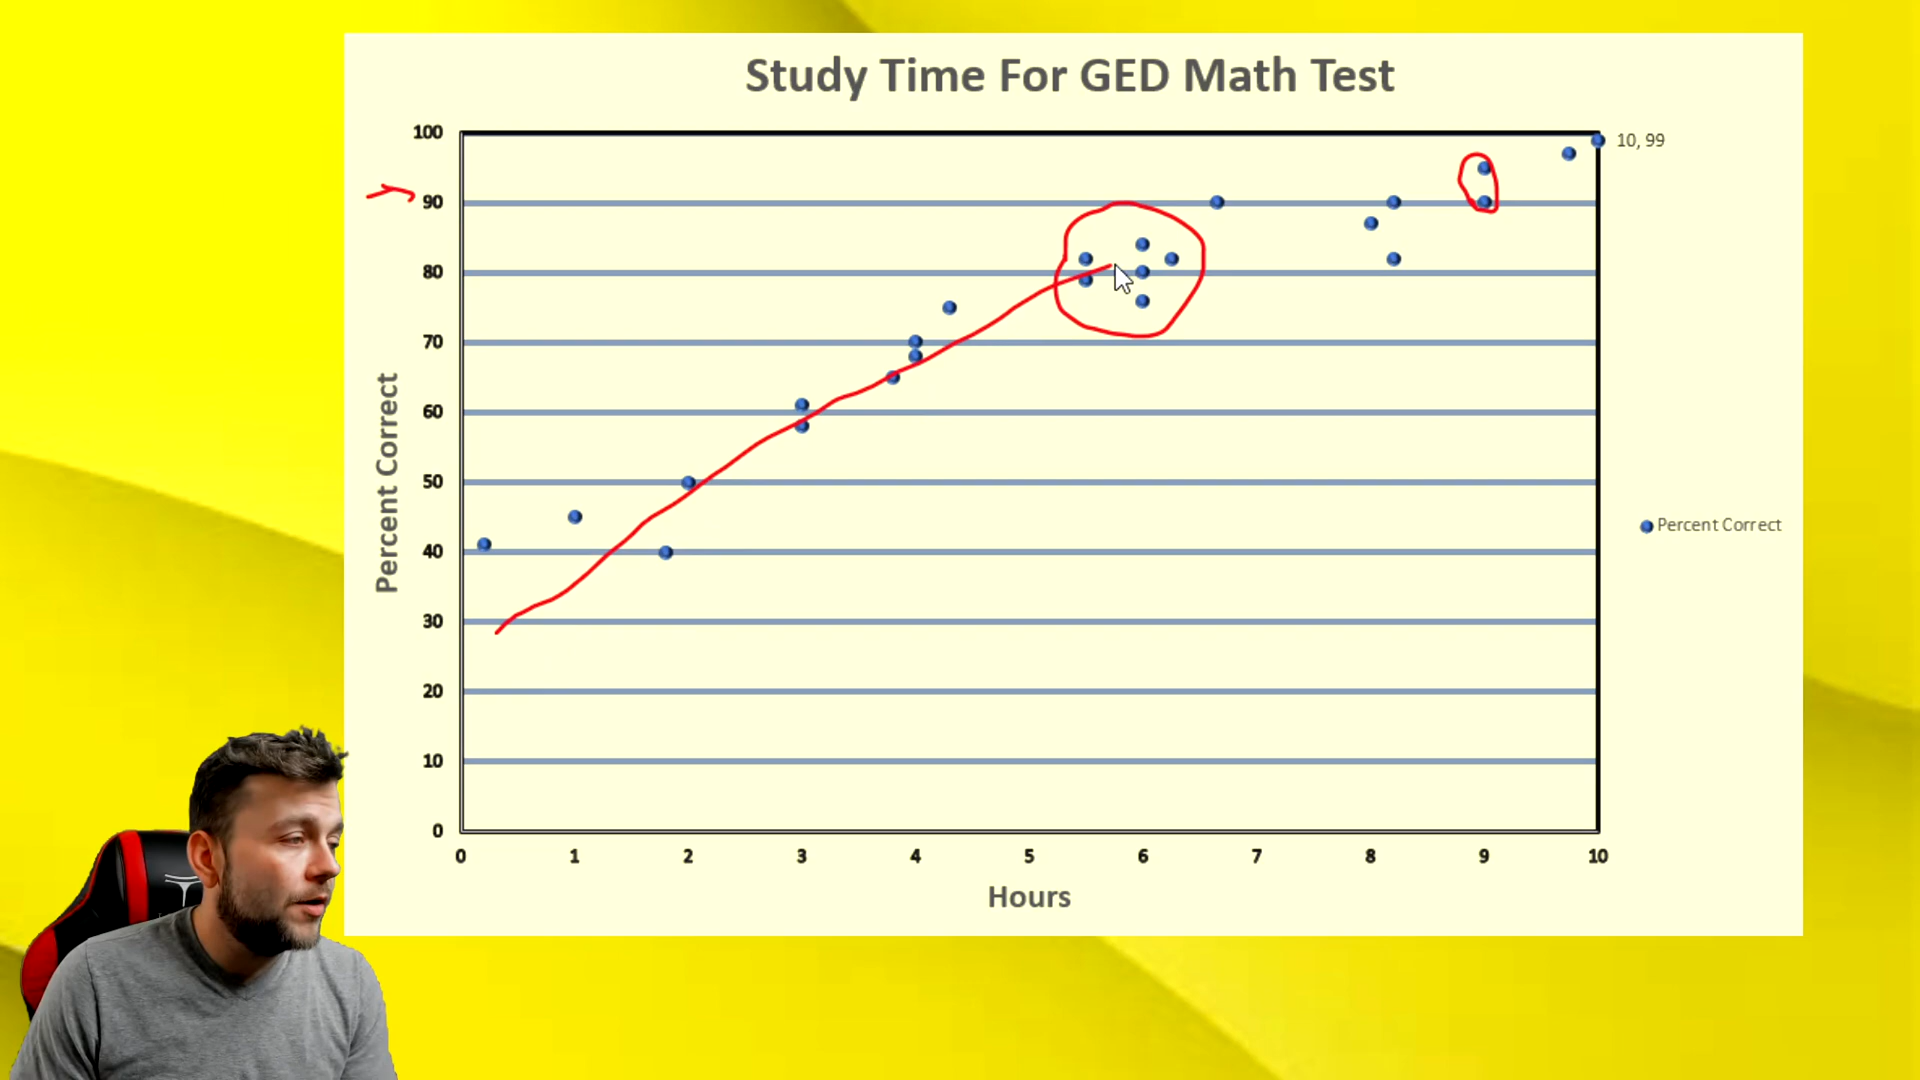 Study Time For GED Math Test
100
10, 99
y
90
80
70
60
50
40
30
20
10
0
Percent Correct
Percent Correct
0 1 2 3 4 5 6 7 8 9 10
Hours